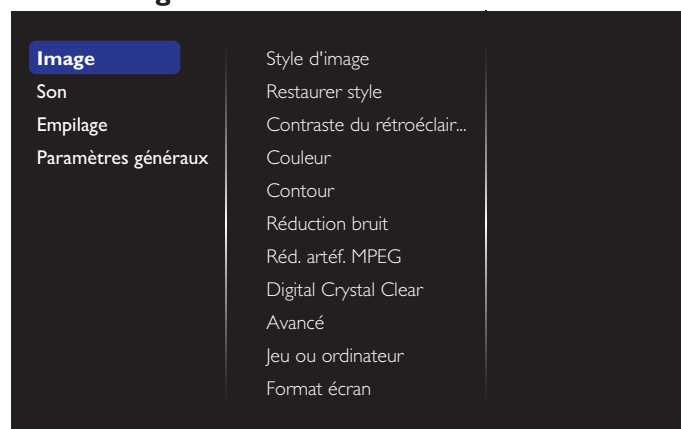 Image
Son
Empilage
Paramètres généraux
Style d'image
Restaurer style
Contraste du rétroéclair...
Couleur
Contour
Réduction bruit
Réd. artéf. MPEG
Digital Crystal Clear
Avancé
Jeu ou ordinateur
Format écran